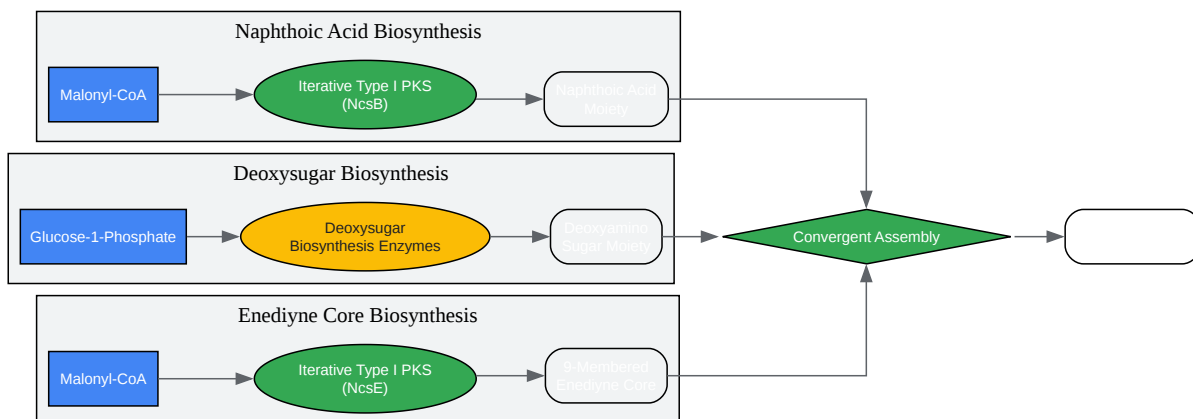 Naphthoic Acid Biosynthesis
Malonyl-CoA
Iterative Type I PKS
(NcsB)
Naphthoic Acid
Moiety
Deoxysugar Biosynthesis
Glucose-1-Phosphate
Deoxysugar
Biosynthesis Enzymes
Deoxyamino
Sugar Moiety
Convergent Assembly
Enediyne Core Biosynthesis
Malonyl-CoA
Iterative Type I PKS
(NcsE)
9-Membered
Enediyne Core